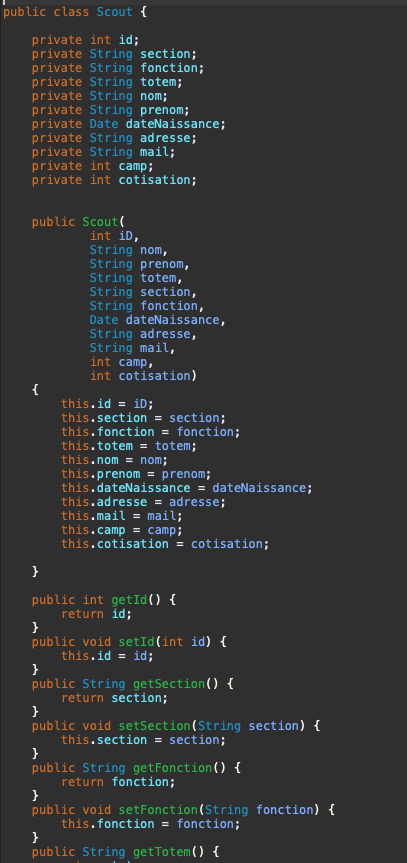 public class Scout {
private int id;
private String section;
private String fonction;
private String totem;
private String nom;
private String prenom;
private Date dateNaissance;
private String adresse;
private String mail;
private int camp;
private int cotisation;
public Scout(
int iD,
String nom,
String prenom,
String totem,
String section,
String fonction,
Date dateNaissance,
String adresse,
String mail,
int camp,
int cotisation)
{
this.id = iD;
this.section = section;
this.fonction = fonction;
this.totem = totem;
this.nom = nom;
this.prenom = prenom;
this.dateNaissance = dateNaissance;
this.adresse = adresse;
this.mail = mail;
this.camp = camp;
this.cotisation = cotisation;
}
public int getId() {
return id;
}
public void setId(int id) {
this.id = id;
}
public String getSection() {
return section;
}
public void setSection(String section) {
this.section = section;
}
public String getFonction() {
return fonction;
}
public void setFonction(String fonction) {
this.fonction = fonction;
}
public String getTotem() {